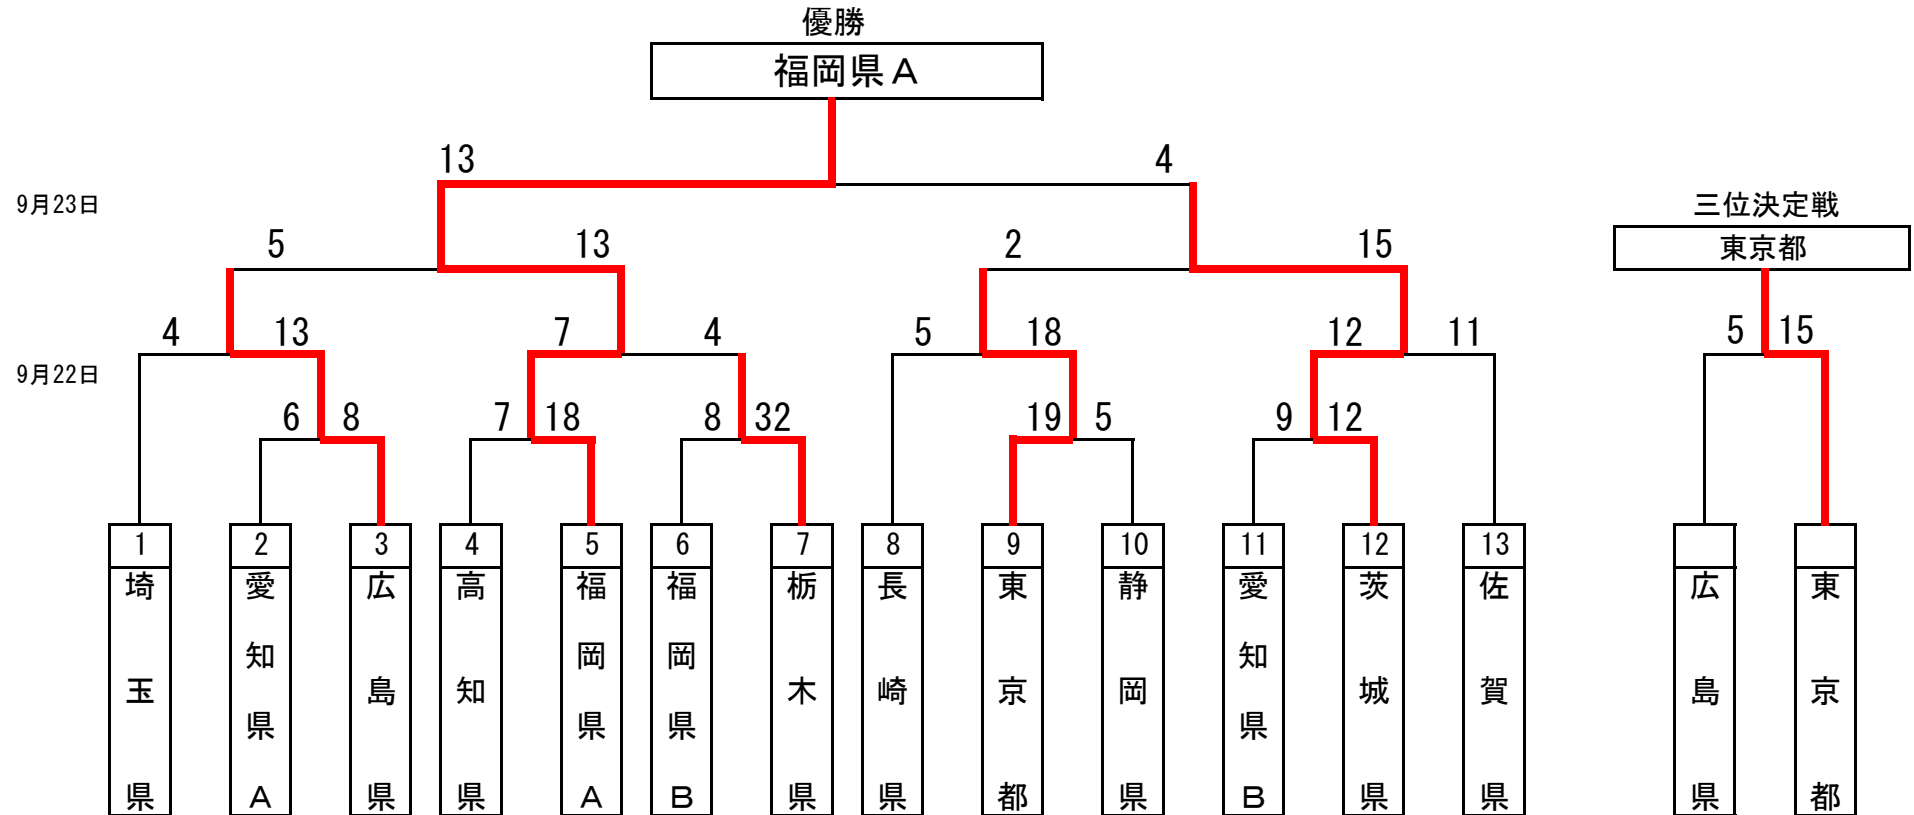 優勝
福岡県A
13 4
9月23日
三位決定戦
東京都
5 13 2 15
4 13 7 4 5 18 12 11 5 15
9月22日
6 8 7 18 8 32 19 5 9 12
1 2 3 4 5 6 7 8 9 10 11 12 13
埼玉県
愛知県A
広島県
高知県
福岡県A
福岡県B
栃木県
長崎県
東京都
静岡県
愛知県B
茨城県
佐賀県
広島県
東京都